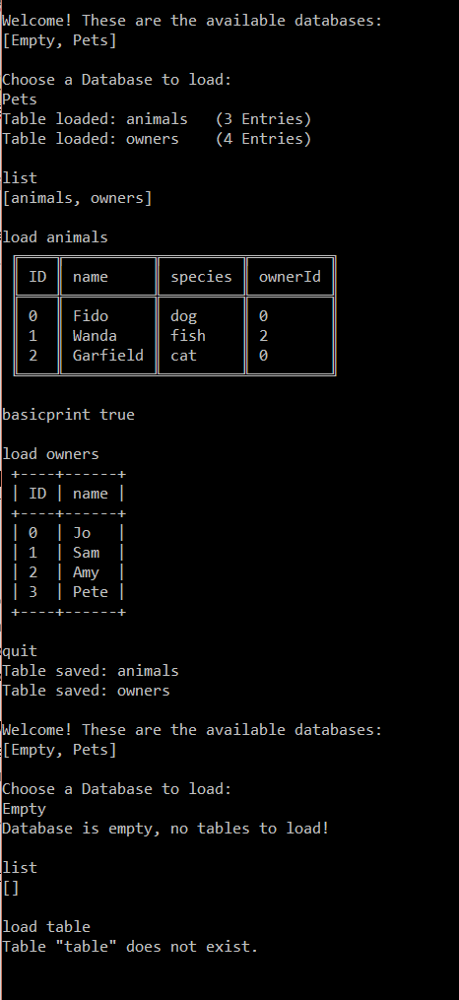 Welcome! These are the available databases:
[Empty, Pets]
Choose a Database to load:
Pets
Table loaded: animals (3 Entries)
Table loaded: owners (4 Entries)
list
[animals, owners]
load animals
ID name species ownerId
0 Fido dog 0
1 Wanda fish 2
2 Garfield cat 0
basicprint true
load owners
+----+------+
| ID | name |
+----+------+
| 0 | Jo |
| 1 | Sam |
| 2 | Amy |
| 3 | Pete |
+----+------+
quit
Table saved: animals
Table saved: owners
Welcome! These are the available databases:
[Empty, Pets]
Choose a Database to load:
Empty
Database is empty, no tables to load!
list
[]
load table
Table "table" does not exist.